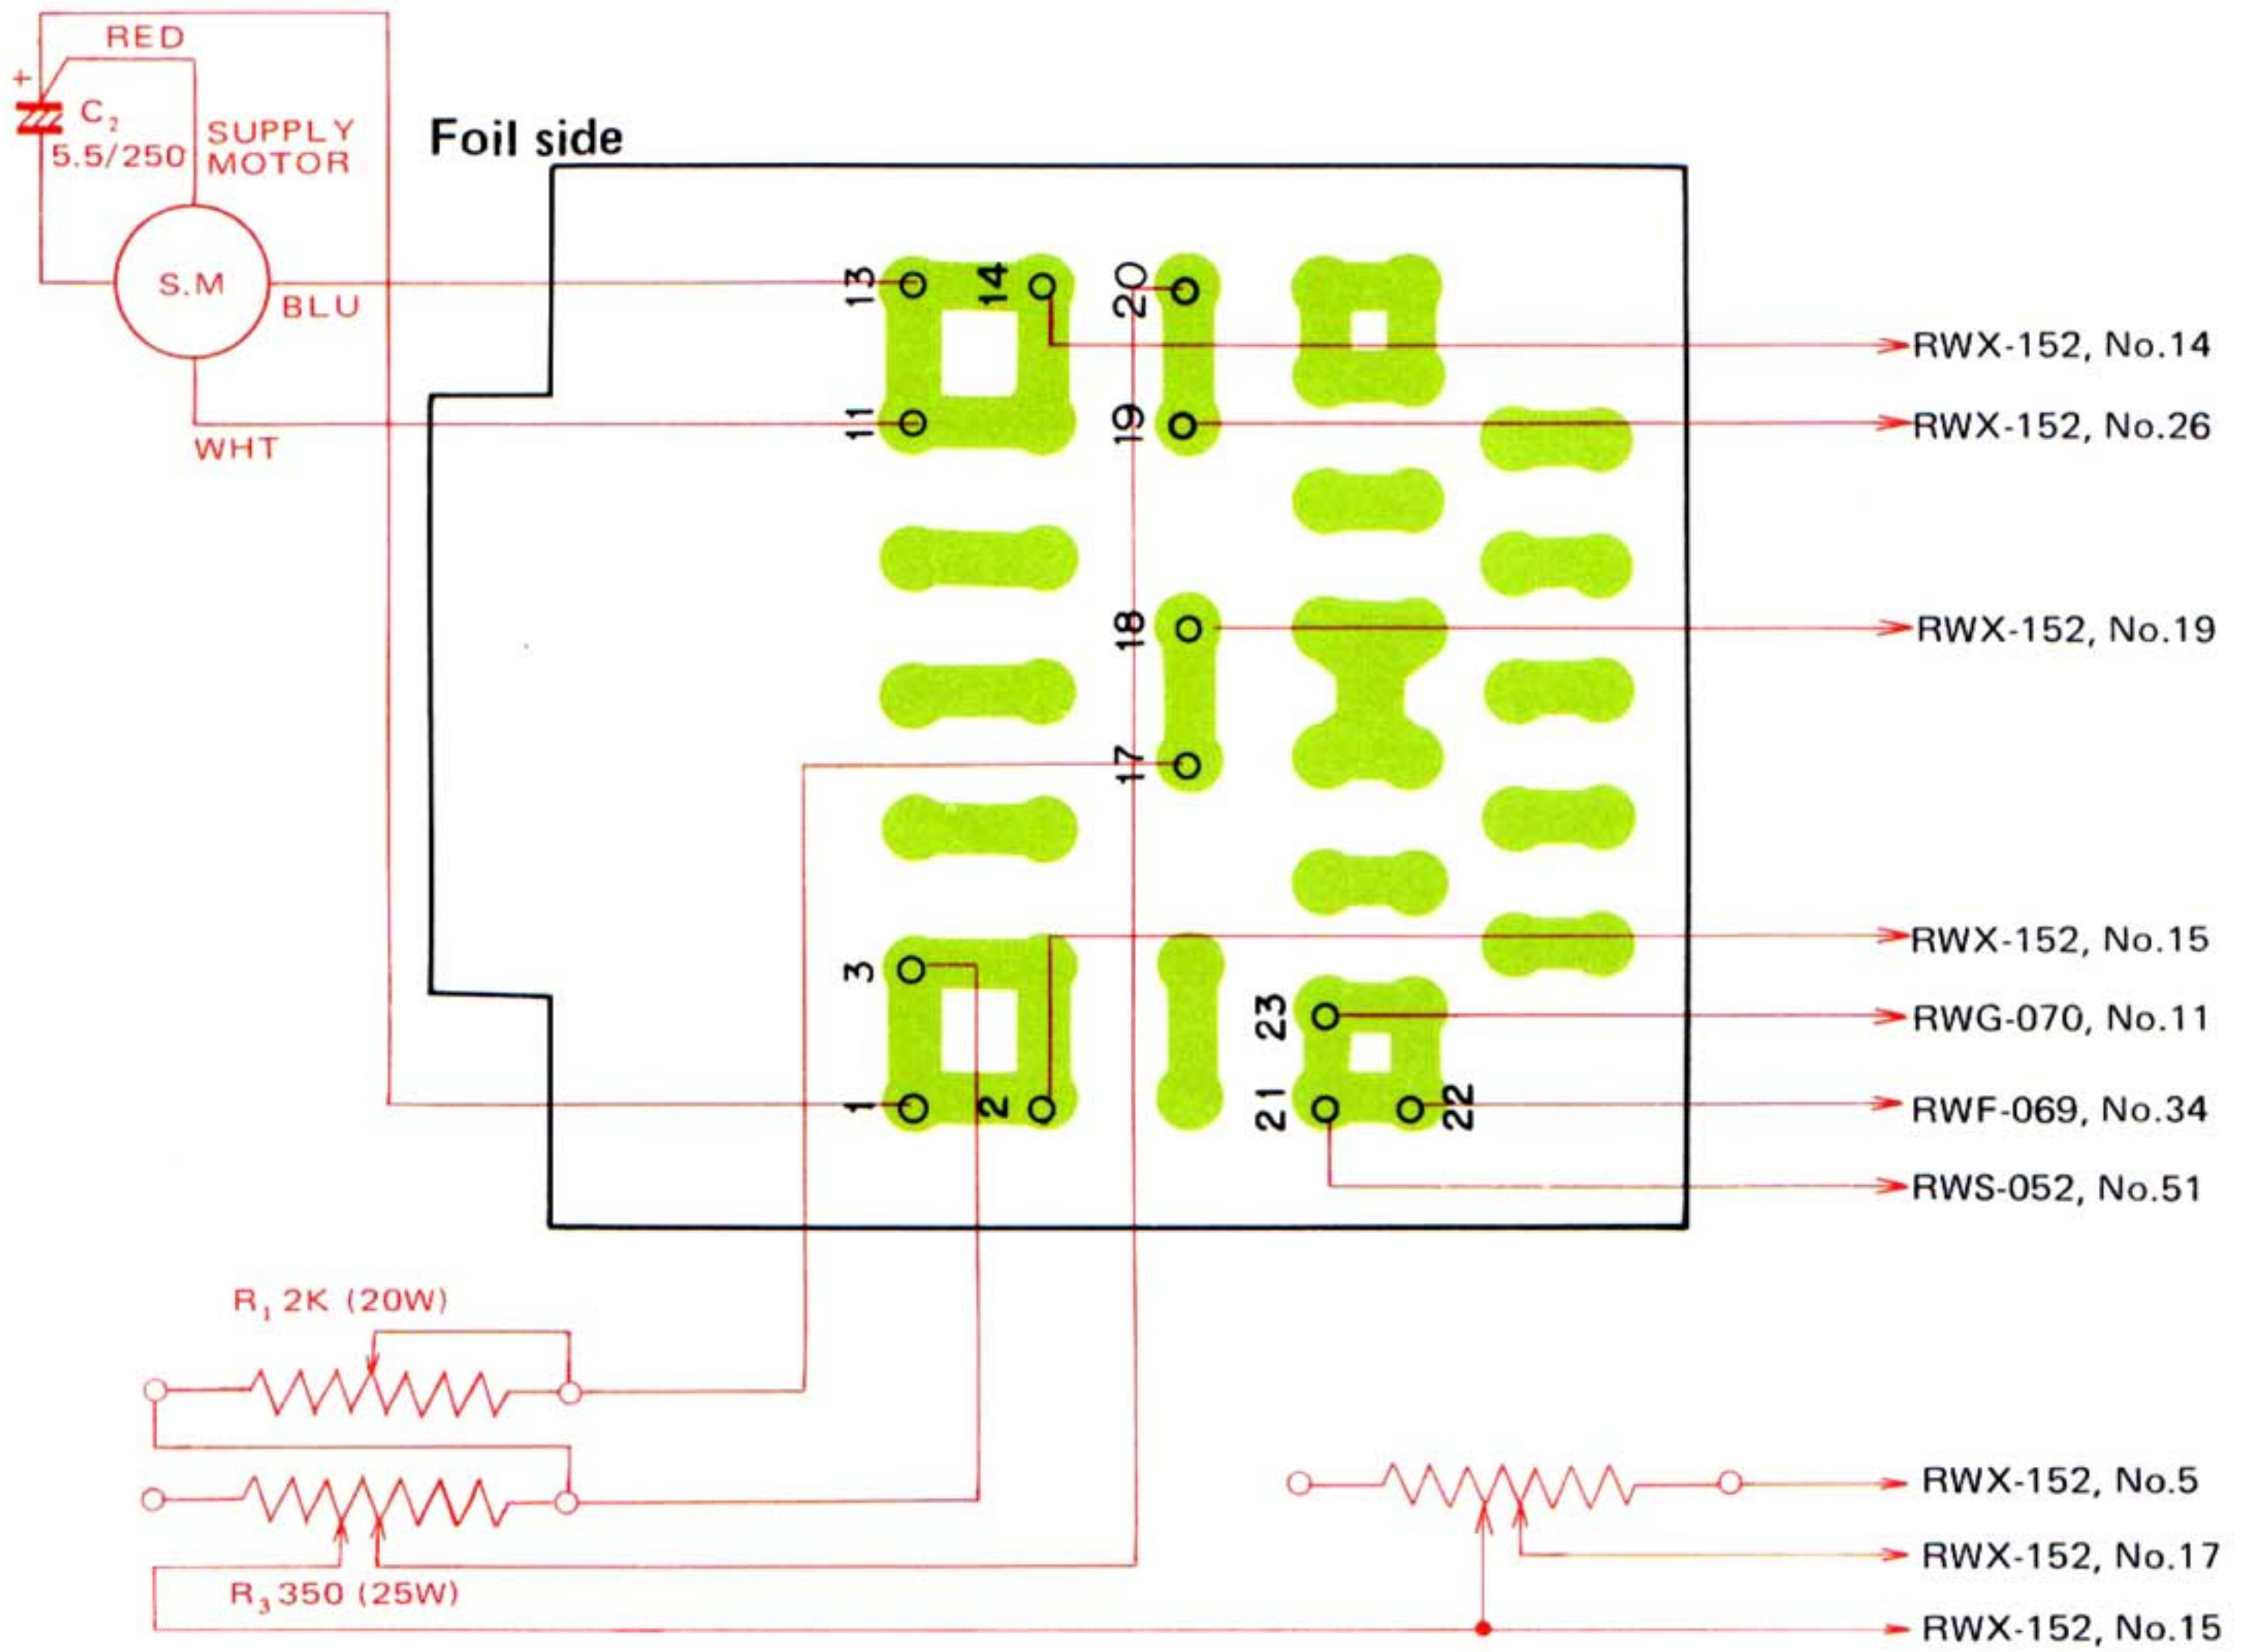 RED
+
C₂
5.5/250
SUPPLY
MOTOR
Foil side
S.M
BLU
WHT
13
14
20
11
19
18
17
3
1
2
23
21
22
RWX-152, No.14
RWX-152, No.26
RWX-152, No.19
RWX-152, No.15
RWG-070, No.11
RWF-069, No.34
RWS-052, No.51
R₁ 2K (20W)
R₃ 350 (25W)
RWX-152, No.5
RWX-152, No.17
RWX-152, No.15